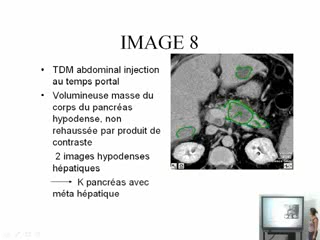 IMAGE 8
• TDM abdominal injection
au temps portal
• Volumineuse masse du
corps du pancréas
hypodense, non
rehaussée par produit de
contraste
2 images hypodenses
hépatiques
K pancréas avec
méta hépatique